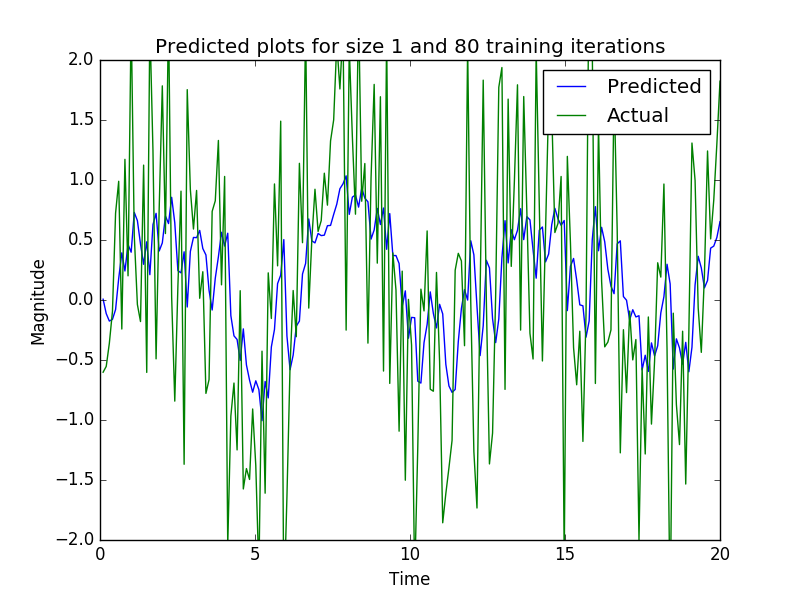 Predicted plots for size 1 and 80 training iterations
Predicted
Actual
2.0
1.5
1.0
0.5
0.0
−0.5
−1.0
−1.5
−2.0
Magnitude
0 5 10 15 20
Time